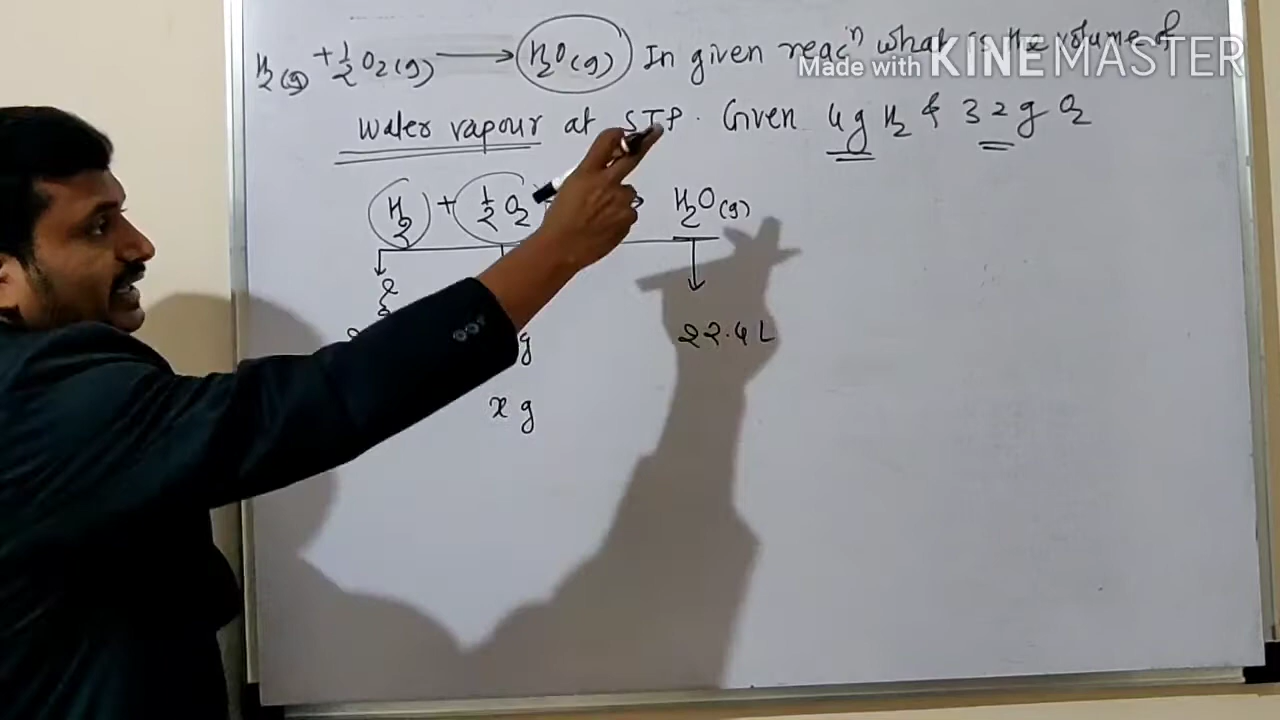 H2(g) + 1/2 O2(g) → H2O(g) In given reacn what is the volume of
Made with KINEMASTER
Water vapour at STP. Given 4g H2 & 32g O2
H2 + 1/2 O2 → H2O(g)
2
g 22.4 L
x g